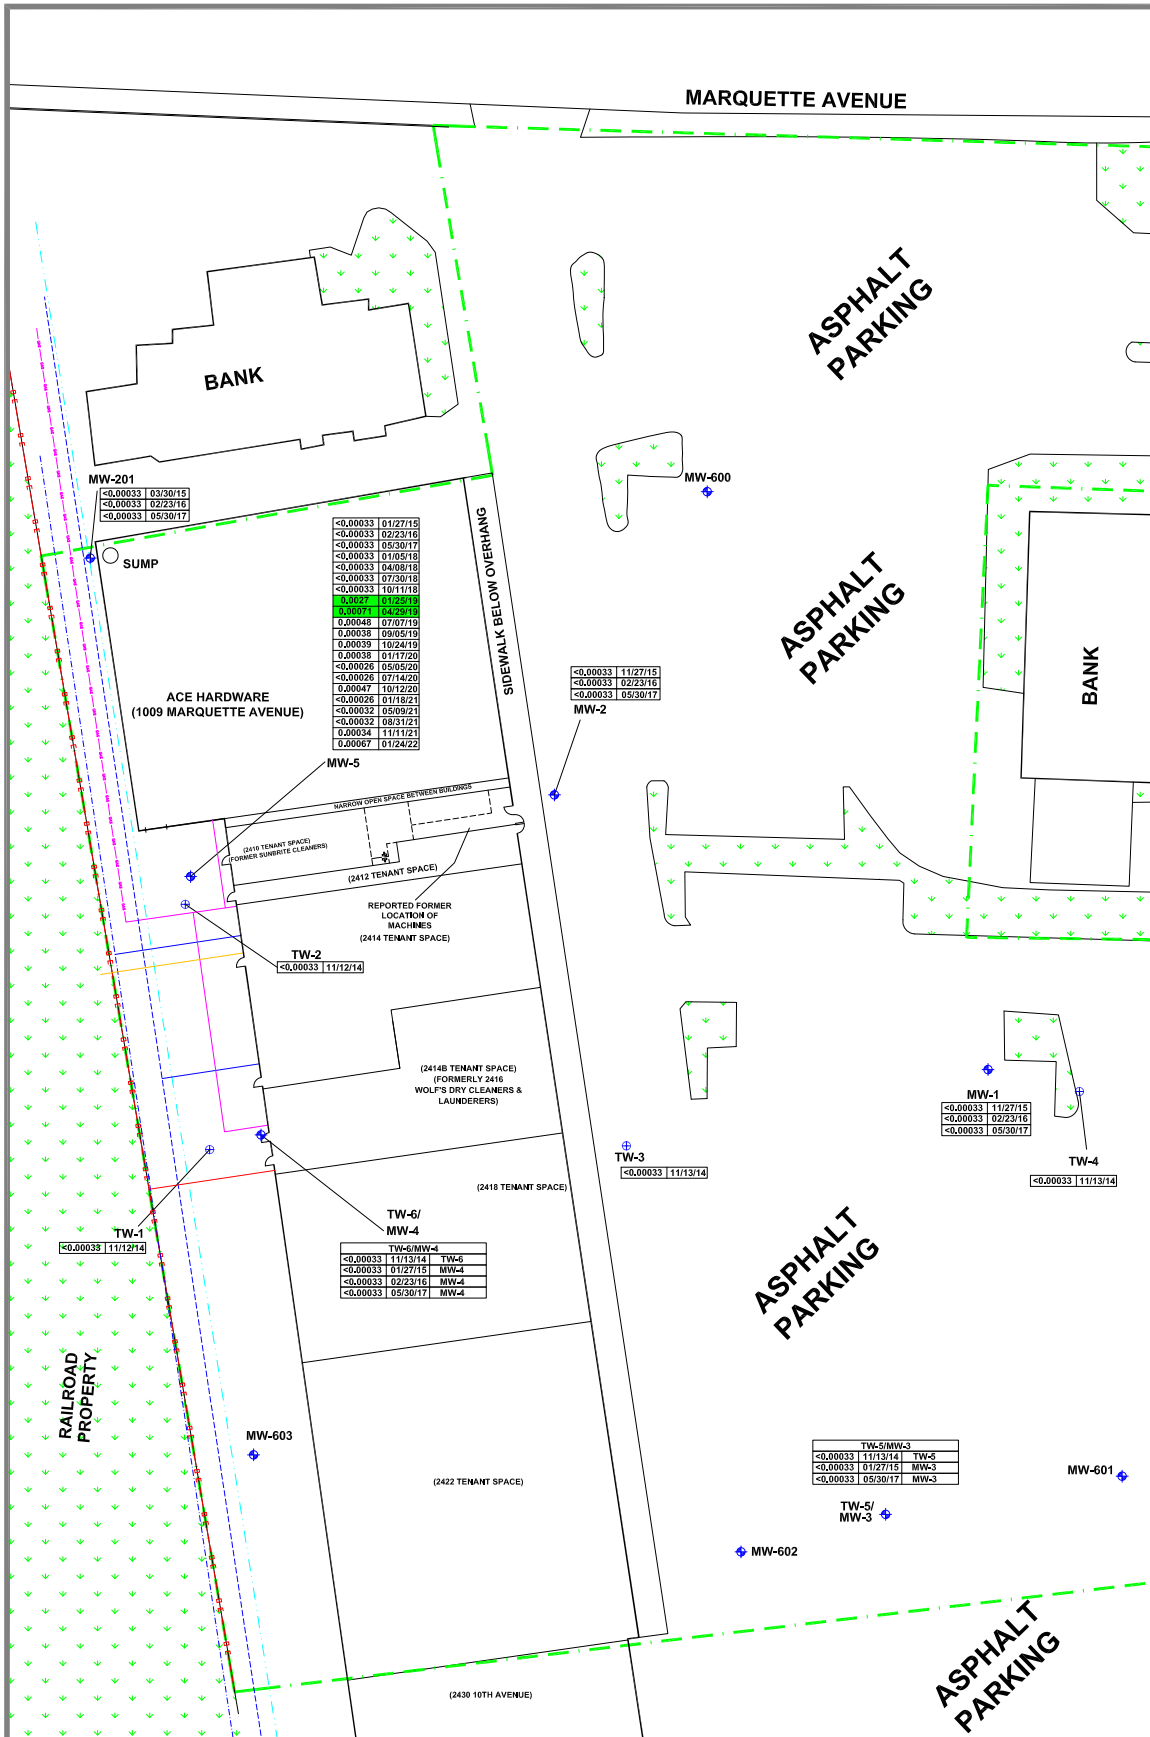 MARQUETTE AVENUE
ASPHALT
PARKING
BANK
MW-201
<0.00033 03/30/15
<0.00033 02/23/16
<0.00033 05/30/17
MW-600
SUMP
<0.00033 01/27/15
<0.00033 02/23/16
<0.00033 05/30/17
<0.00033 01/05/18
<0.00033 04/08/18
<0.00033 07/30/18
<0.00033 10/11/18
0.0027 01/25/19
0.00071 04/29/19
0.00048 07/07/19
0.00038 09/05/19
0.00039 10/24/19
0.00038 01/17/20
<0.00026 05/05/20
<0.00026 07/14/20
0.00047 10/12/20
<0.00026 01/18/21
<0.00032 05/09/21
<0.00032 08/31/21
0.00034 11/11/21
0.00067 01/24/22
MW-5
SIDEWALK BELOW OVERHANG
ASPHALT
PARKING
BANK
ACE HARDWARE
(1009 MARQUETTE AVENUE)
<0.00033 11/27/15
<0.00033 02/23/16
<0.00033 05/30/17
MW-2
NARROW OPEN SPACE BETWEEN BUILDINGS
(2410 TENANT SPACE)
(FORMER SUNBRITE CLEANERS)
(2412 TENANT SPACE)
REPORTED FORMER
LOCATION OF
MACHINES
(2414 TENANT SPACE)
TW-2
<0.00033 11/12/14
(2414B TENANT SPACE)
(FORMERLY 2416
WOLF'S DRY CLEANERS &
LAUNDERERS)
MW-1
<0.00033 11/27/15
<0.00033 02/23/16
<0.00033 05/30/17
TW-3
<0.00033 11/13/14
TW-4
<0.00033 11/13/14
(2418 TENANT SPACE)
TW-1
<0.00033 11/12/14
TW-6/
MW-4
TW-6/MW-4
<0.00033 11/13/14 TW-6
<0.00033 01/27/15 MW-4
<0.00033 02/23/16 MW-4
<0.00033 05/30/17 MW-4
ASPHALT
PARKING
RAILROAD
PROPERTY
MW-603
(2422 TENANT SPACE)
TW-5/MW-3
<0.00033 11/13/14 TW-5
<0.00033 01/27/15 MW-3
<0.00033 05/30/17 MW-3
TW-5/
MW-3
MW-601
MW-602
ASPHALT
PARKING
(2430 10TH AVENUE)